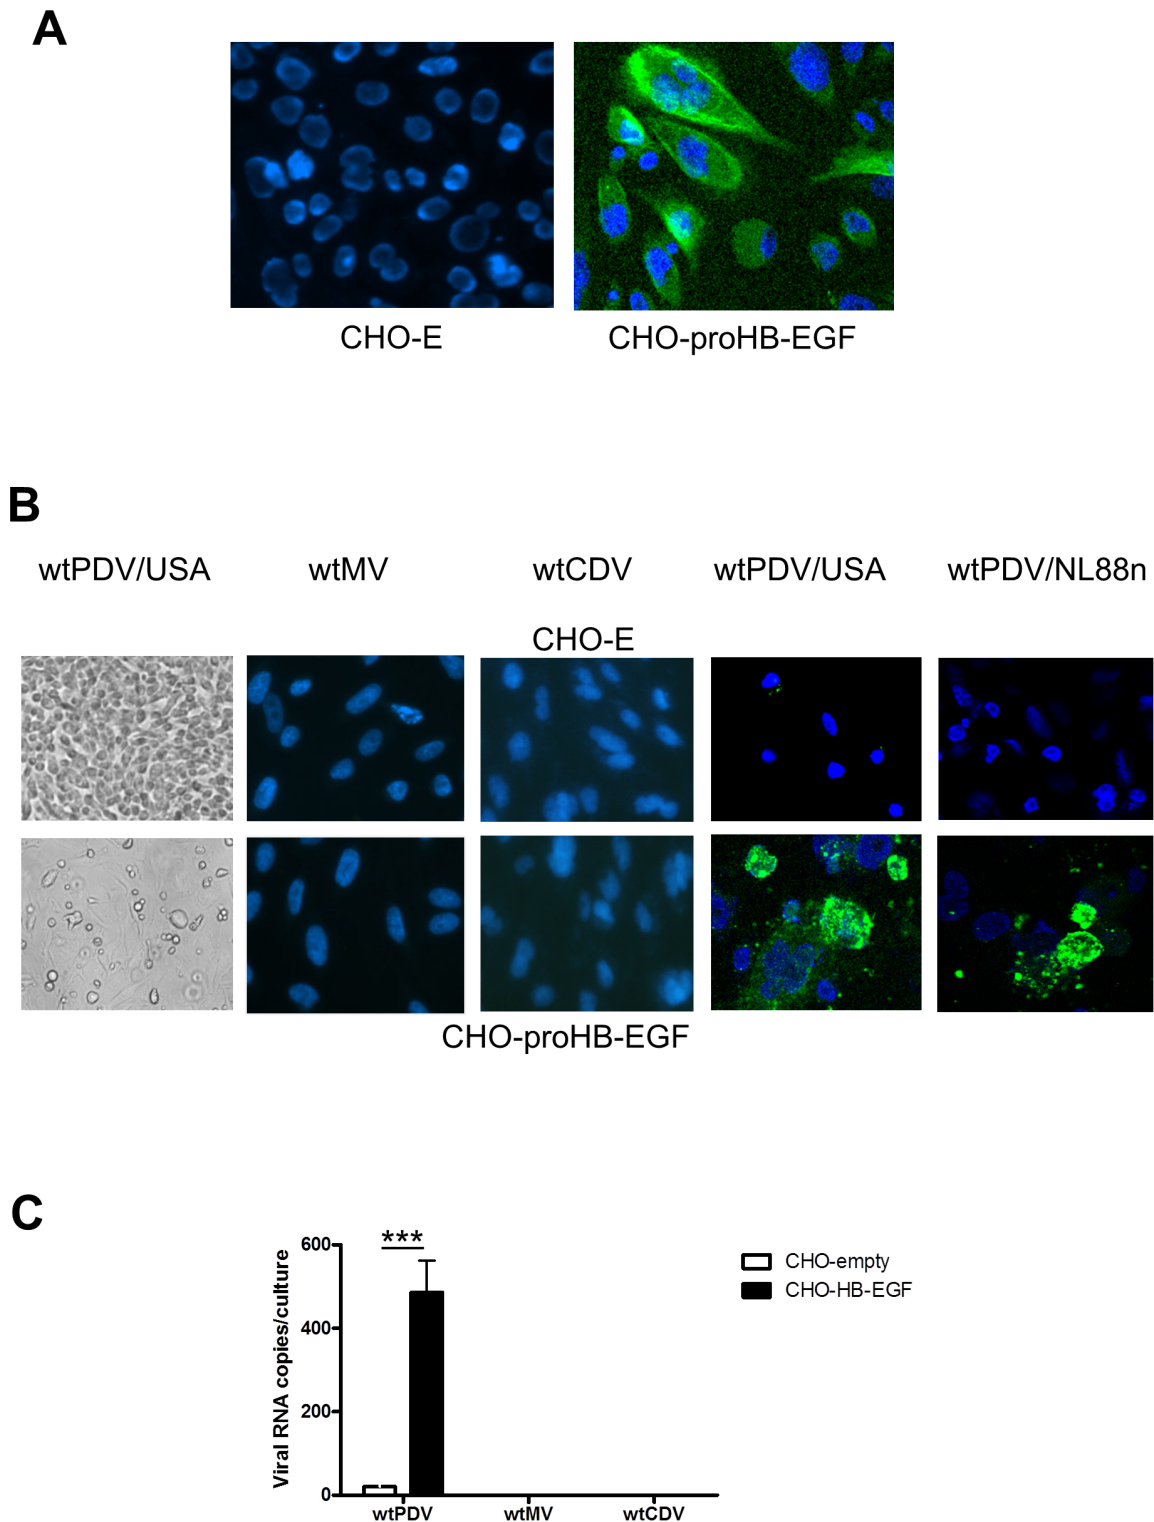 A
CHO-E CHO-proHB-EGF
B
wtPDV/USA wtMV wtCDV wtPDV/USA wtPDV/NL88n
CHO-E
CHO-proHB-EGF
C
***
Viral RNA copies/culture
600
400
200
0
wtPDV wtMV wtCDV
CHO-empty
CHO-HB-EGF